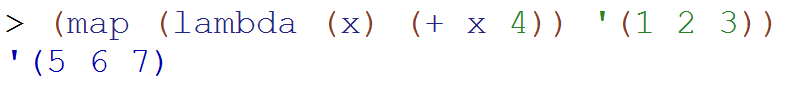 > (map (lambda (x) (+ x 4)) '(1 2 3))
'(5 6 7)